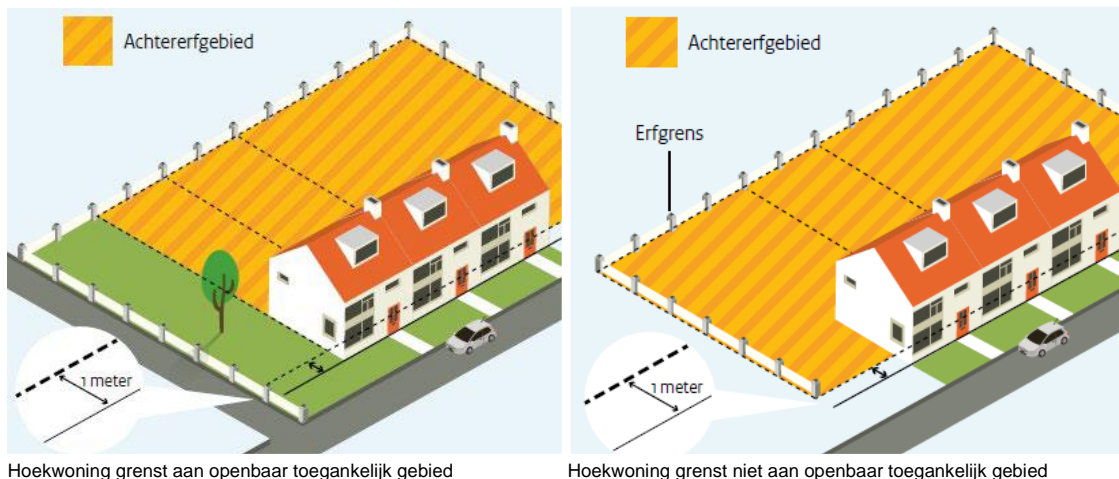 Achtererfgebied
1 meter
Hoekwoning grenst aan openbaar toegankelijk gebied
Achtererfgebied
Erfgrens
1 meter
Hoekwoning grenst niet aan openbaar toegankelijk gebied